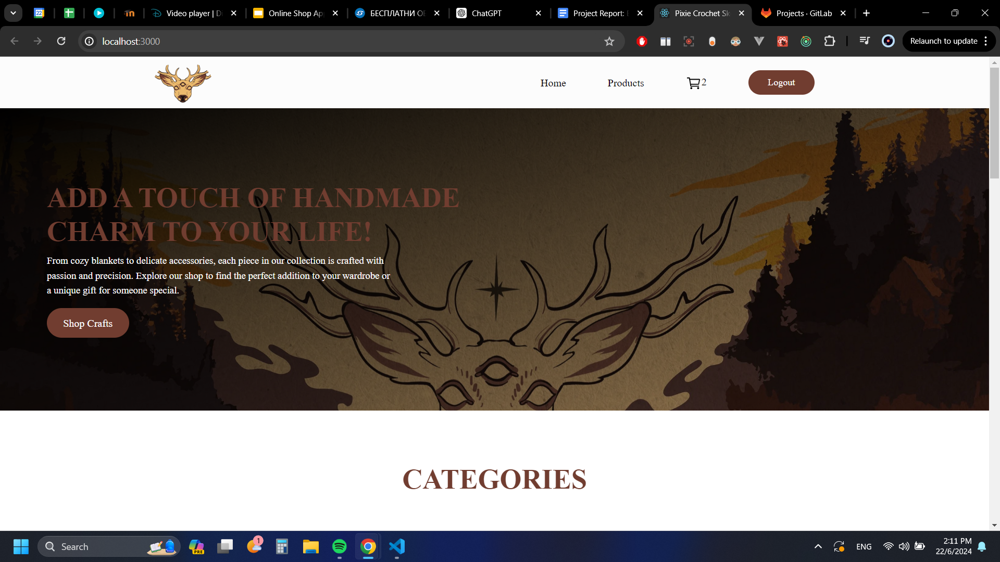 22
Video player | Di
Online Shop Ap
БЕСПЛАТНИ ОБ
ChatGPT
Project Report: E
Pixie Crochet Sk
Projects · GitLab
localhost:3000
Relaunch to update
Home
Products
2
Logout
ADD A TOUCH OF HANDMADE
CHARM TO YOUR LIFE!
From cozy blankets to delicate accessories, each piece in our collection is crafted with
passion and precision. Explore our shop to find the perfect addition to your wardrobe or
a unique gift for someone special.
Shop Crafts
CATEGORIES
Search
PRE
1
ENG
2:11 PM
22/6/2024